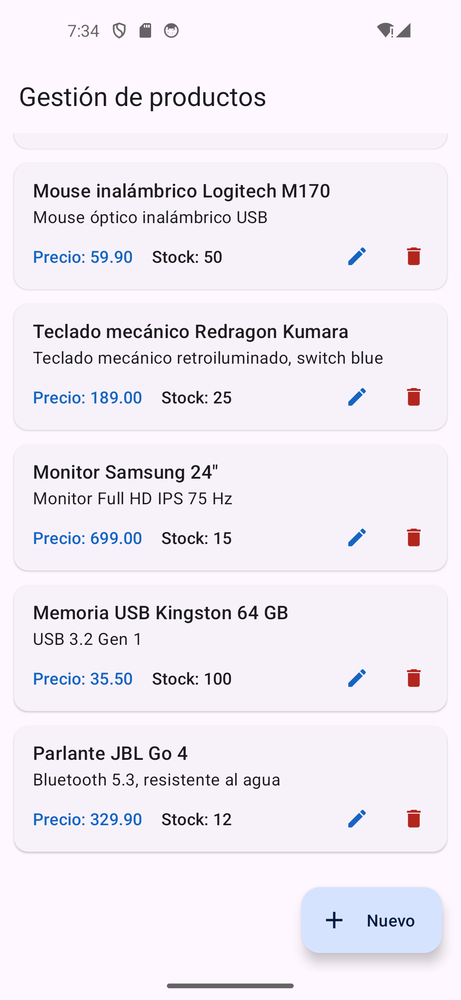 7:34
Gestión de productos
Mouse inalámbrico Logitech M170
Mouse óptico inalámbrico USB
Precio: 59.90 Stock: 50
Teclado mecánico Redragon Kumara
Teclado mecánico retroiluminado, switch blue
Precio: 189.00 Stock: 25
Monitor Samsung 24"
Monitor Full HD IPS 75 Hz
Precio: 699.00 Stock: 15
Memoria USB Kingston 64 GB
USB 3.2 Gen 1
Precio: 35.50 Stock: 100
Parlante JBL Go 4
Bluetooth 5.3, resistente al agua
Precio: 329.90 Stock: 12
Nuevo